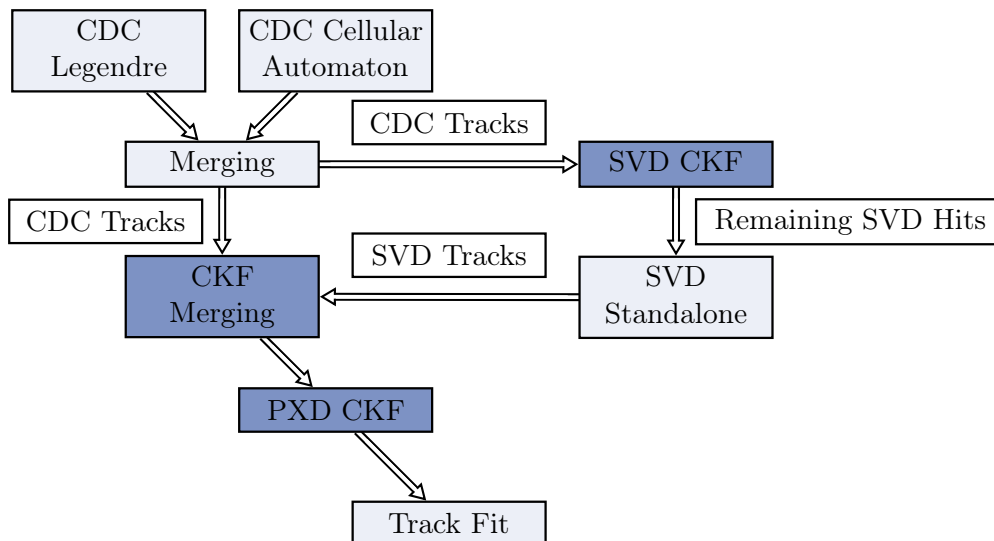 CDC
Legendre
CDC Cellular
Automaton
CDC Tracks
Merging
SVD CKF
CDC Tracks
Remaining SVD Hits
SVD Tracks
CKF
Merging
SVD
Standalone
PXD CKF
Track Fit